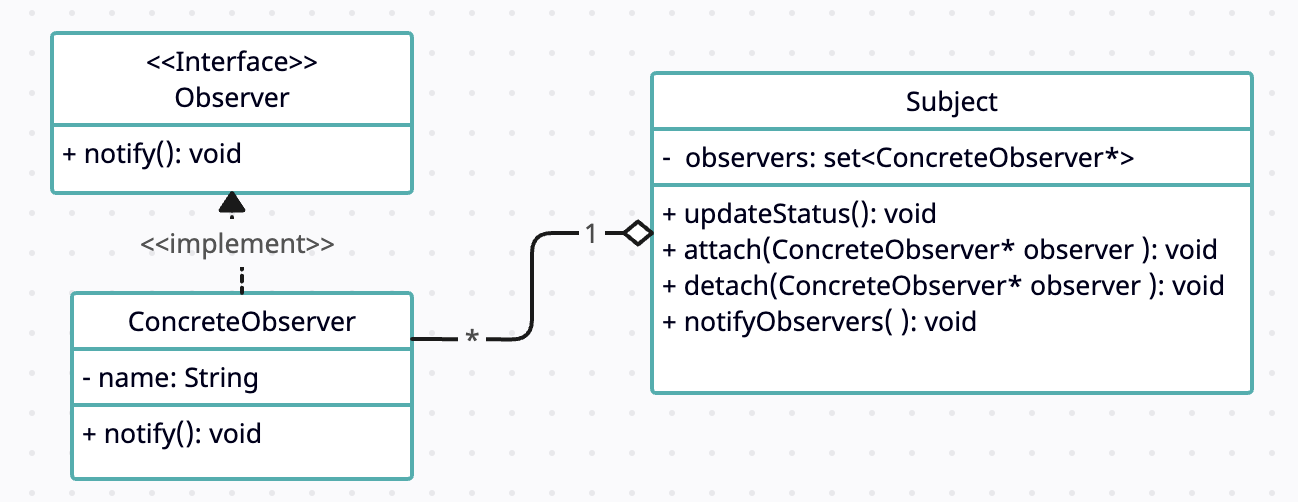 <<Interface>>
Observer
+ notify(): void
<<implement>>
ConcreteObserver
- name: String
+ notify(): void
*
1
Subject
- observers: set<ConcreteObserver*>
+ updateStatus(): void
+ attach(ConcreteObserver* observer ): void
+ detach(ConcreteObserver* observer ): void
+ notifyObservers( ): void